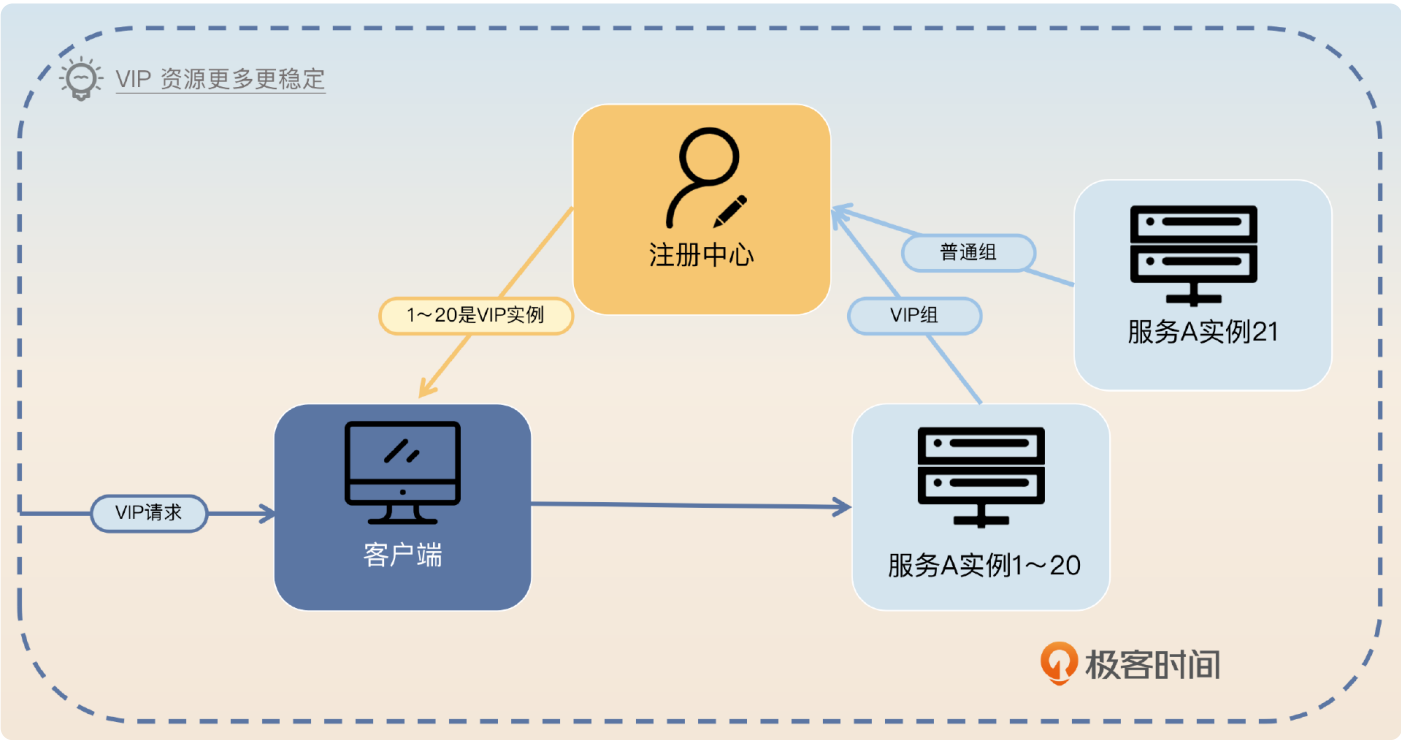 VIP 资源更多更稳定
注册中心
普通组
1～20是VIP实例
VIP组
服务A实例21
VIP请求
客户端
服务A实例1～20
极客时间